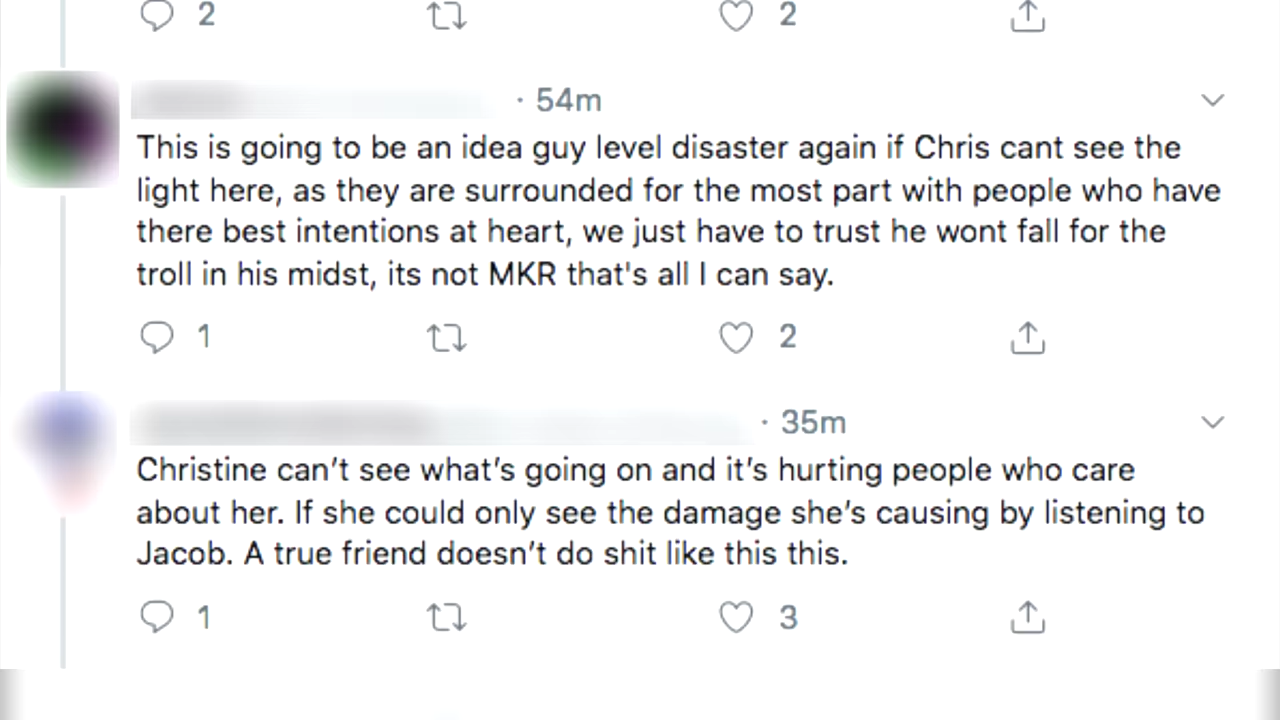 2 2
· 54m
This is going to be an idea guy level disaster again if Chris cant see the
light here, as they are surrounded for the most part with people who have
there best intentions at heart, we just have to trust he wont fall for the
troll in his midst, its not MKR that's all I can say.
1 2
· 35m
Christine can’t see what’s going on and it’s hurting people who care
about her. If she could only see the damage she’s causing by listening to
Jacob. A true friend doesn’t do shit like this this.
1 3